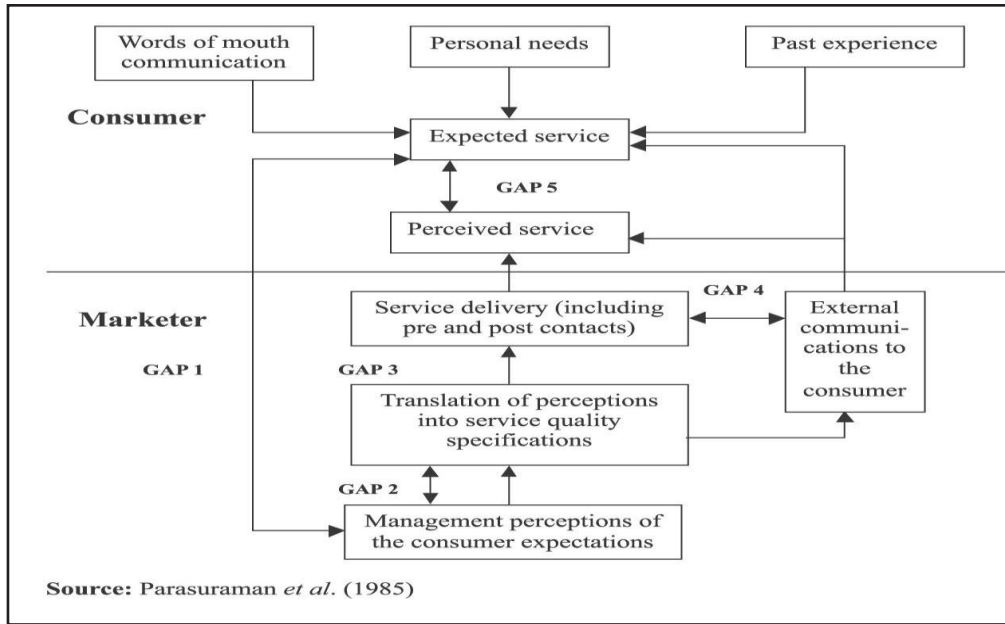 Words of mouth
communication
Personal needs
Past experience
Consumer
Expected service
GAP 5
Perceived service
Marketer
Service delivery (including
pre and post contacts)
GAP 4
External
communi-
cations to
the
consumer
GAP 1
GAP 3
Translation of perceptions
into service quality
specifications
GAP 2
Management perceptions of
the consumer expectations
Source: Parasuraman et al. (1985)